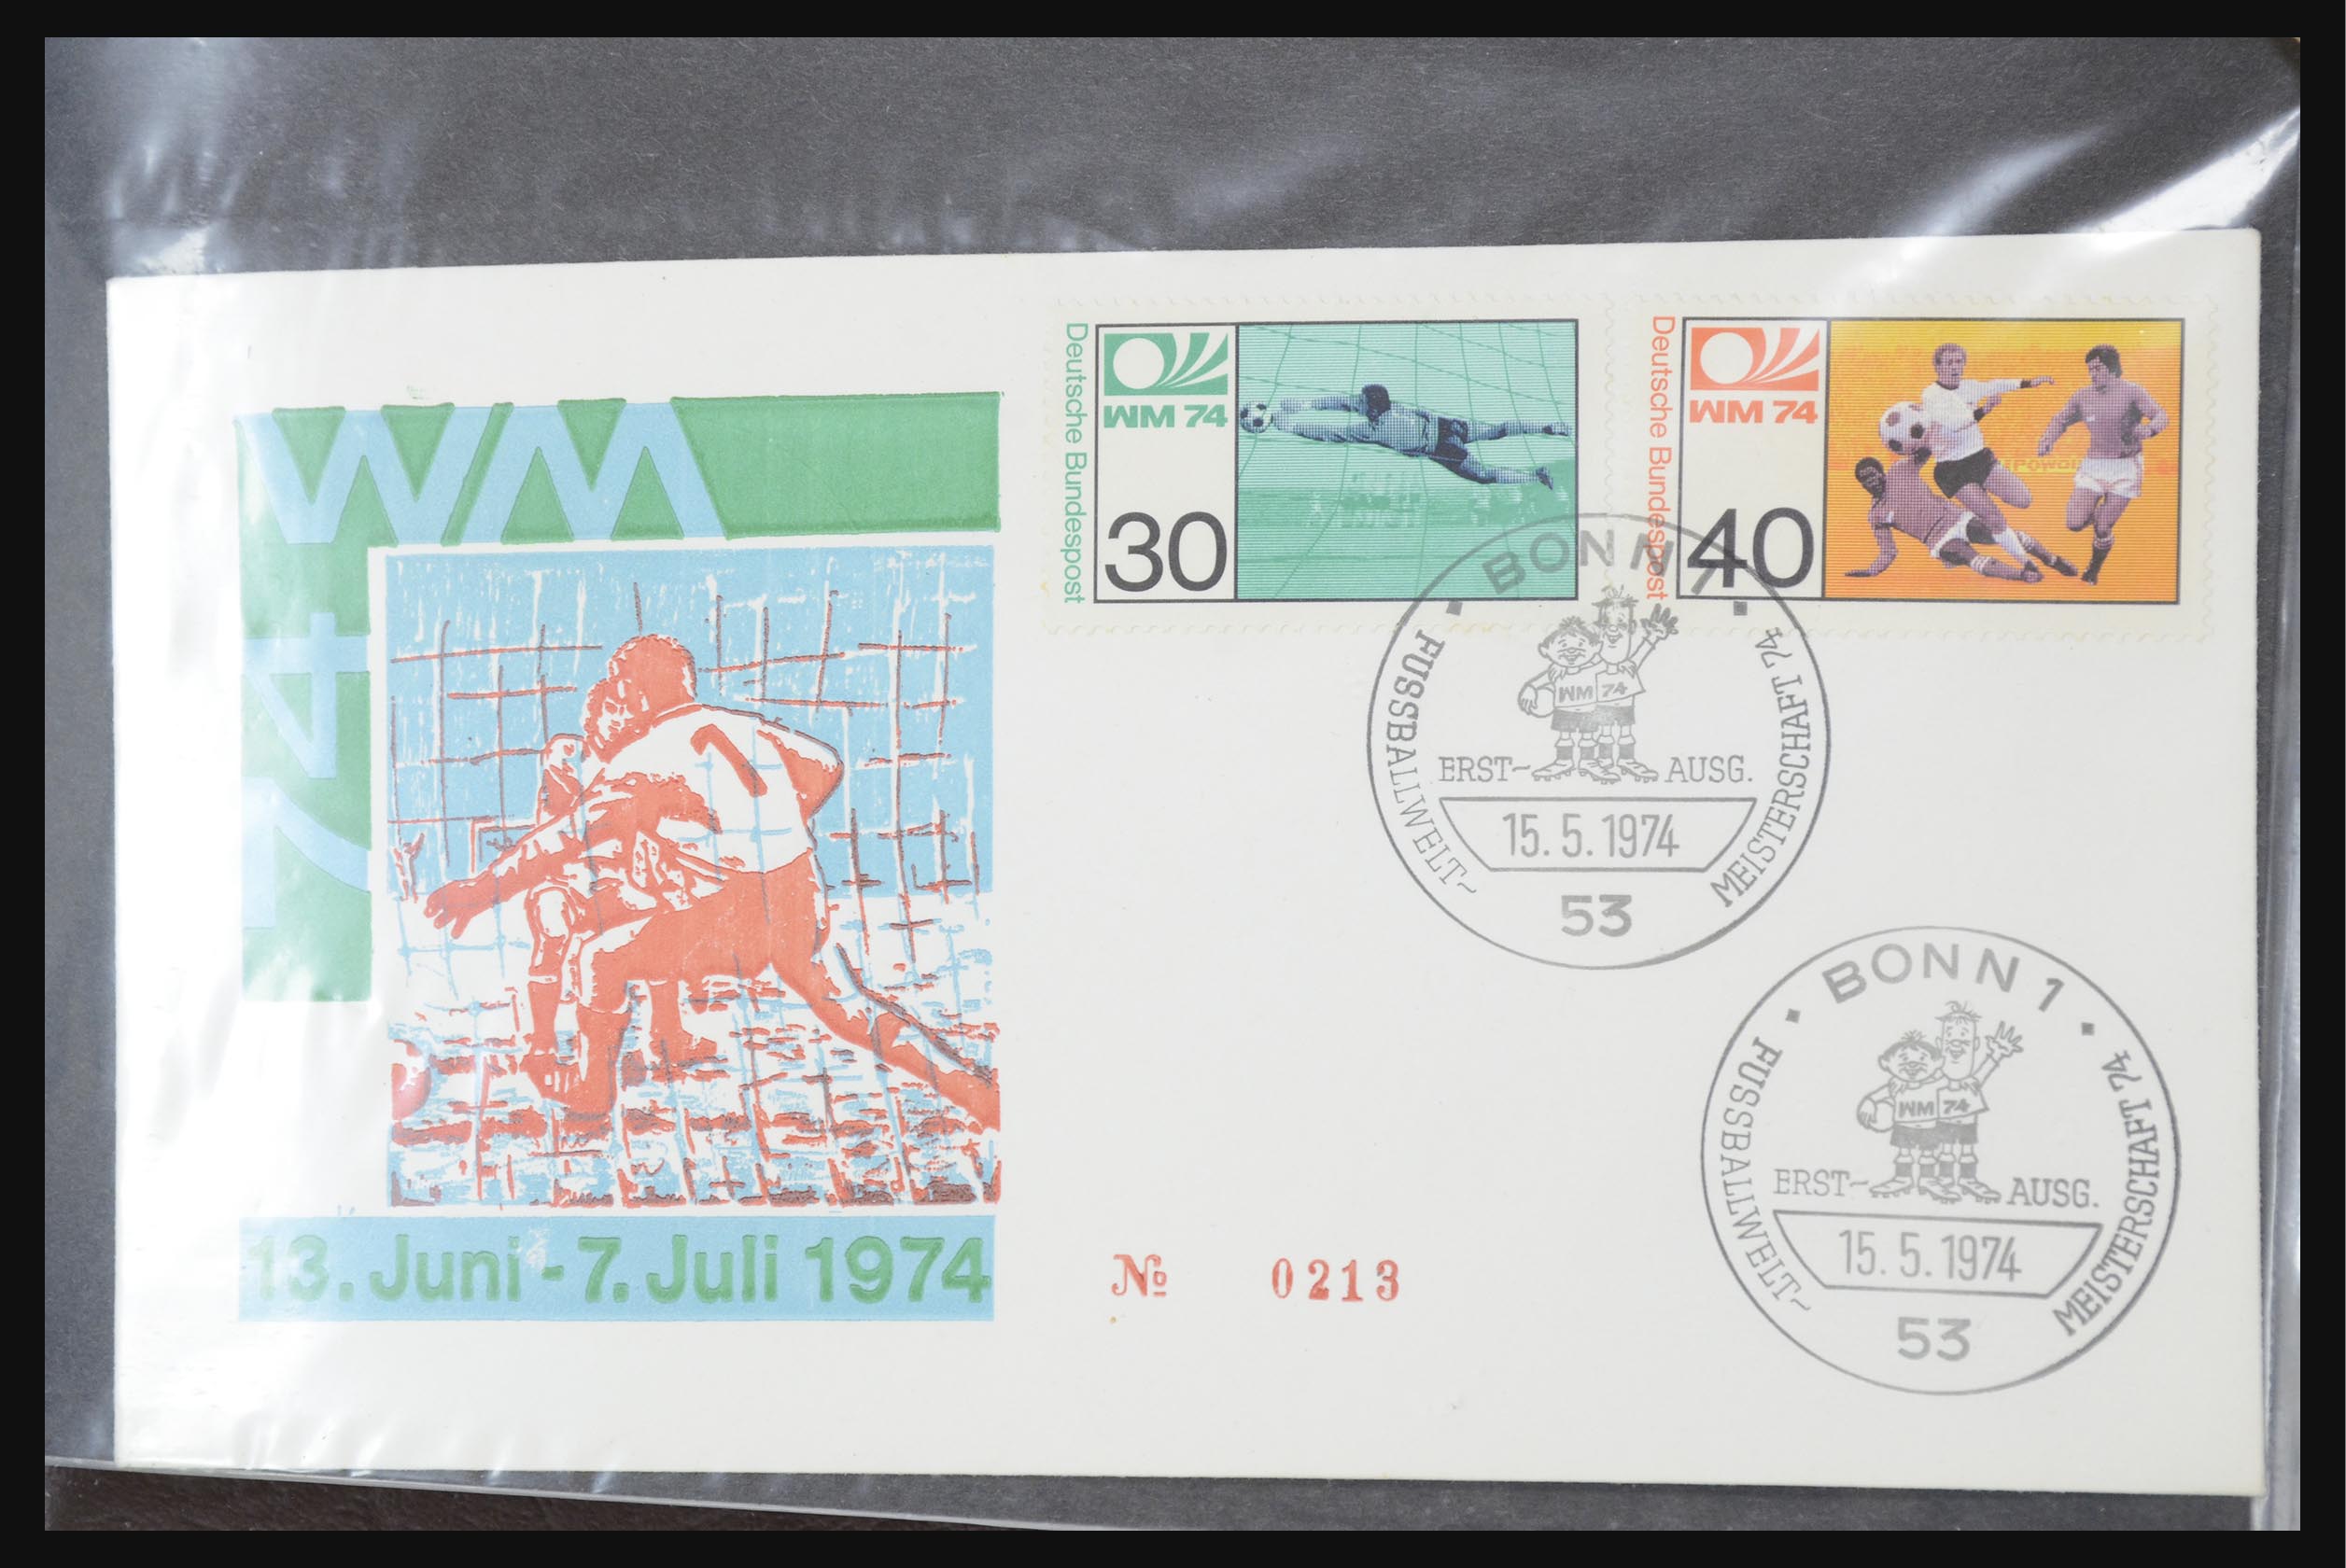 WM
74
13. Juni - 7. Juli 1974
Deutsche Bundespost
WM 74
30
Deutsche Bundespost
WM 74
40
BONN 1
FUSSBALLWELT-
MEISTERSCHAFT 74
WM 74
ERST- AUSG.
15. 5. 1974
53
BONN 1
FUSSBALLWELT-
MEISTERSCHAFT 74
WM 74
ERST- AUSG.
15. 5. 1974
53
1
№ 0213